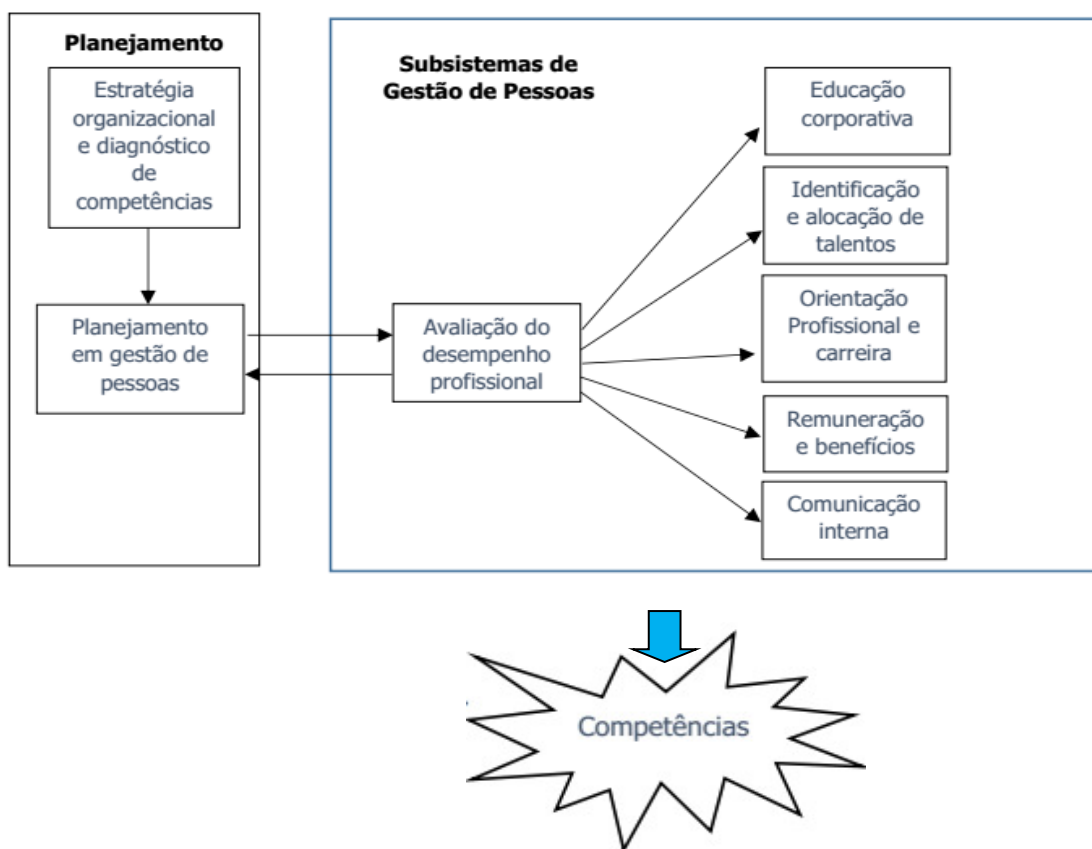 Planejamento
Estratégia
organizacional
e diagnóstico
de
competências
Planejamento
em gestão de
pessoas
Subsistemas de
Gestão de Pessoas
Avaliação do
desempenho
profissional
Educação
corporativa
Identificação
e alocação de
talentos
Orientação
Profissional e
carreira
Remuneração
e benefícios
Comunicação
interna
Competências